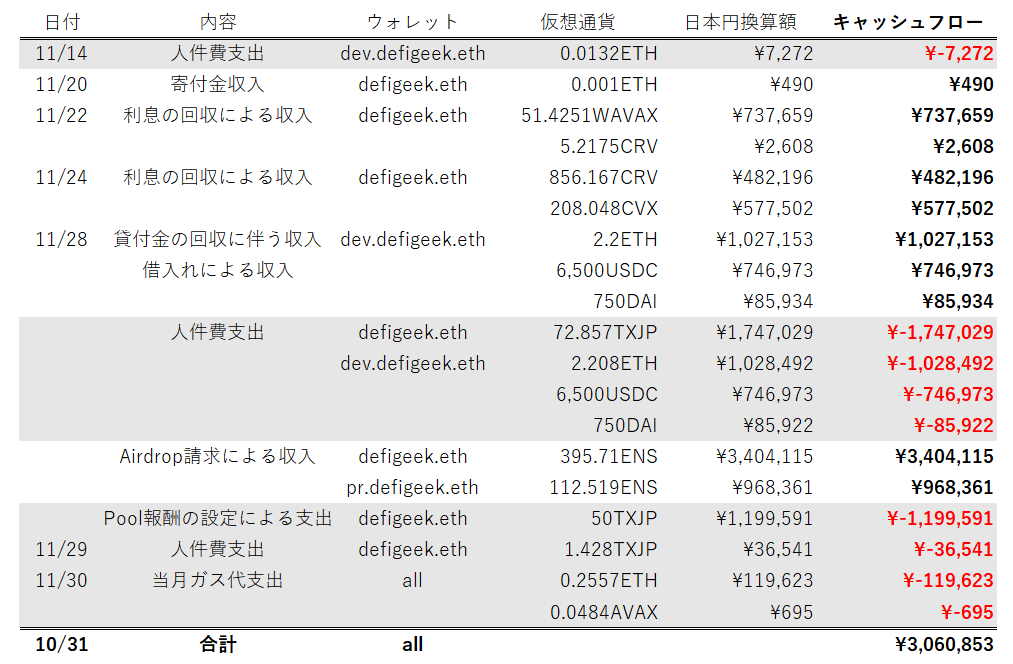 日付 内容 ウォレット 仮想通貨 日本円換算額 キャッシュフロー
11/14 人件費支出 dev.defigeek.eth 0.0132ETH ¥7,272 ¥-7,272
11/20 寄付金収入 defigeek.eth 0.001ETH ¥490 ¥490
11/22 利息の回収による収入 defigeek.eth 51.4251WAVAX ¥737,659 ¥737,659
5.2175CRV ¥2,608 ¥2,608
11/24 利息の回収による収入 defigeek.eth 856.167CRV ¥482,196 ¥482,196
208.048CVX ¥577,502 ¥577,502
11/28 貸付金の回収に伴う収入 dev.defigeek.eth 2.2ETH ¥1,027,153 ¥1,027,153
借入れによる収入 6,500USDC ¥746,973 ¥746,973
750DAI ¥85,934 ¥85,934
人件費支出 defigeek.eth 72.857TXJP ¥1,747,029 ¥-1,747,029
dev.defigeek.eth 2.208ETH ¥1,028,492 ¥-1,028,492
6,500USDC ¥746,973 ¥-746,973
750DAI ¥85,922 ¥-85,922
Airdrop請求による収入 defigeek.eth 395.71ENS ¥3,404,115 ¥3,404,115
pr.defigeek.eth 112.519ENS ¥968,361 ¥968,361
Pool報酬の設定による支出 defigeek.eth 50TXJP ¥1,199,591 ¥-1,199,591
11/29 人件費支出 defigeek.eth 1.428TXJP ¥36,541 ¥-36,541
11/30 当月ガス代支出 all 0.2557ETH ¥119,623 ¥-119,623
0.0484AVAX ¥695 ¥-695
10/31 合計 all ¥3,060,853